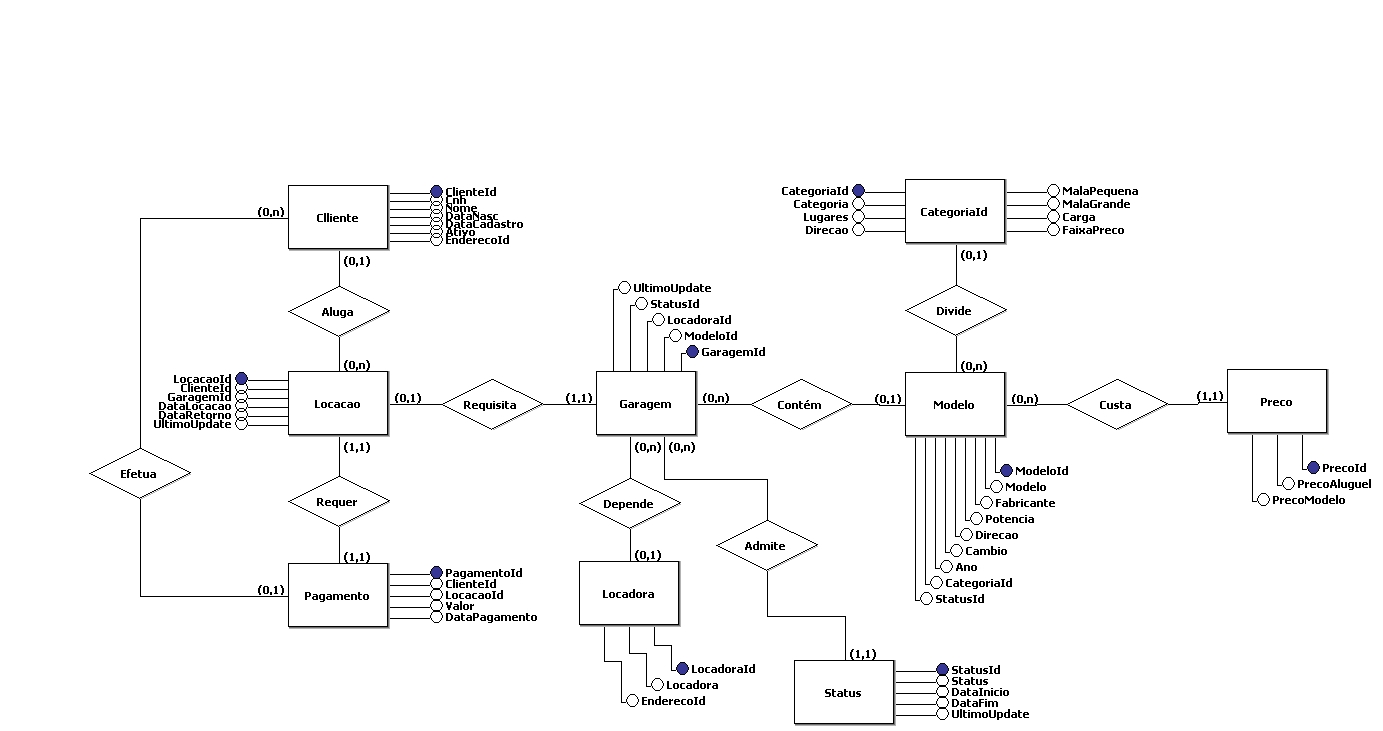 Clliente
(0,n)
ClienteId
Cnh
Nome
DataNasc
DataCadastro
Ativo
EnderecoId
(0,1)
Aluga
(0,n)
LocacaoId
ClienteId
GaragemId
DataLocacao
DataRetorno
UltimoUpdate
Locacao
(0,1)
Requisita
(1,1)
(1,1)
Requer
(1,1)
Efetua
(0,1)
Pagamento
PagamentoId
ClienteId
LocacaoId
Valor
DataPagamento
UltimoUpdate
StatusId
LocadoraId
ModeloId
GaragemId
Garagem
(0,n)
Contém
(0,1)
(0,n)
(0,n)
Depende
(0,1)
Locadora
LocadoraId
Locadora
EnderecoId
Admite
(1,1)
Status
StatusId
Status
DataInicio
DataFim
UltimoUpdate
CategoriaId
Categoria
Lugares
Direcao
CategoriaId
MalaPequena
MalaGrande
Carga
FaixaPreco
(0,1)
Divide
(0,n)
Modelo
(0,n)
Custa
(1,1)
Preco
ModeloId
Modelo
Fabricante
Potencia
Direcao
Cambio
Ano
CategoriaId
StatusId
PrecoId
PrecoAluguel
PrecoModelo